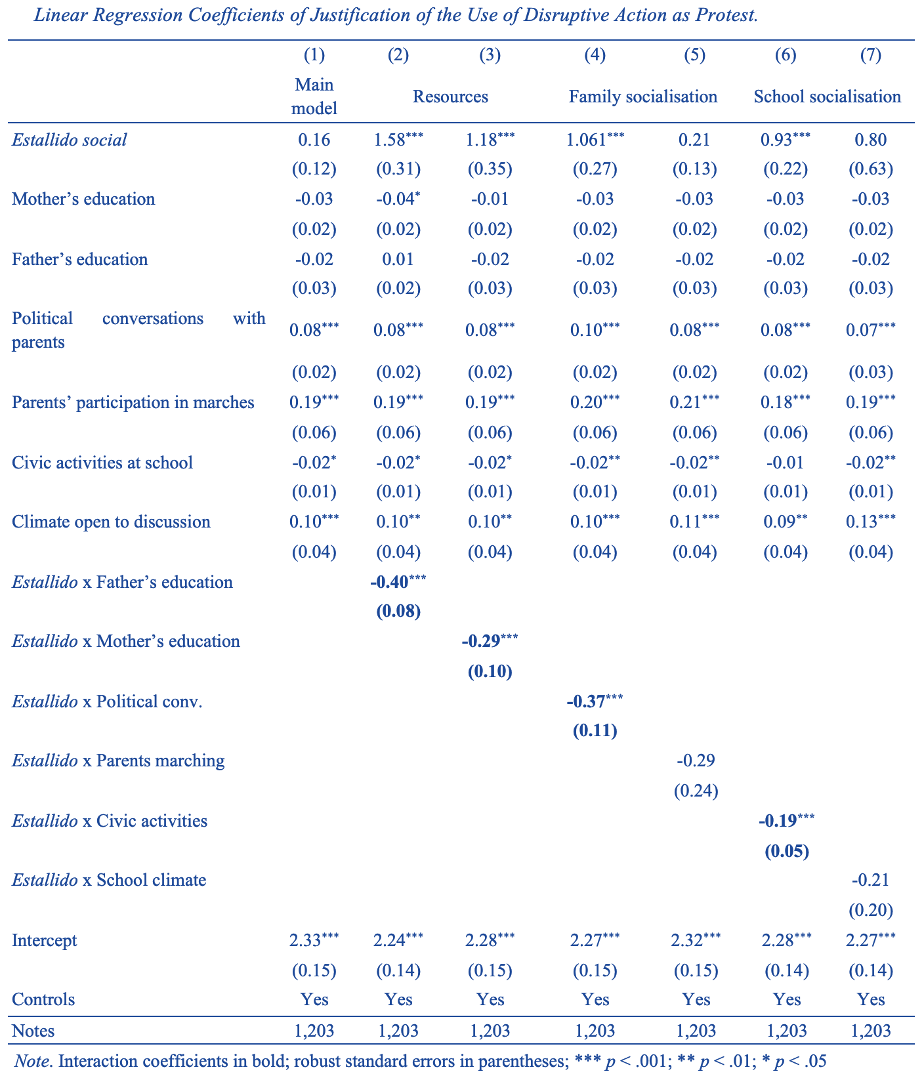 Linear Regression Coefficients of Justification of the Use of Disruptive Action as Protest.
(1) (2) (3) (4) (5) (6) (7)
Main model Resources Family socialisation School socialisation
Estallido social 0.16 1.58*** 1.18*** 1.061*** 0.21 0.93*** 0.80
(0.12) (0.31) (0.35) (0.27) (0.13) (0.22) (0.63)
Mother’s education -0.03 -0.04* -0.01 -0.03 -0.03 -0.03 -0.03
(0.02) (0.02) (0.02) (0.02) (0.02) (0.02) (0.02)
Father’s education -0.02 0.01 -0.02 -0.02 -0.02 -0.02 -0.02
(0.03) (0.02) (0.03) (0.03) (0.03) (0.03) (0.03)
Political conversations with parents 0.08*** 0.08*** 0.08*** 0.10*** 0.08*** 0.08*** 0.07***
(0.02) (0.02) (0.02) (0.02) (0.02) (0.02) (0.03)
Parents’ participation in marches 0.19*** 0.19*** 0.19*** 0.20*** 0.21*** 0.18*** 0.19***
(0.06) (0.06) (0.06) (0.06) (0.06) (0.06) (0.06)
Civic activities at school -0.02* -0.02* -0.02* -0.02** -0.02** -0.01 -0.02**
(0.01) (0.01) (0.01) (0.01) (0.01) (0.01) (0.01)
Climate open to discussion 0.10*** 0.10** 0.10** 0.10*** 0.11*** 0.09** 0.13***
(0.04) (0.04) (0.04) (0.04) (0.04) (0.04) (0.04)
Estallido x Father’s education -0.40***
(0.08)
Estallido x Mother’s education -0.29***
(0.10)
Estallido x Political conv. -0.37***
(0.11)
Estallido x Parents marching -0.29
(0.24)
Estallido x Civic activities -0.19***
(0.05)
Estallido x School climate -0.21
(0.20)
Intercept 2.33*** 2.24*** 2.28*** 2.27*** 2.32*** 2.28*** 2.27***
(0.15) (0.14) (0.15) (0.15) (0.15) (0.14) (0.14)
Controls Yes Yes Yes Yes Yes Yes Yes
Notes 1,203 1,203 1,203 1,203 1,203 1,203 1,203
Note. Interaction coefficients in bold; robust standard errors in parentheses; *** p < .001; ** p < .01; * p < .05